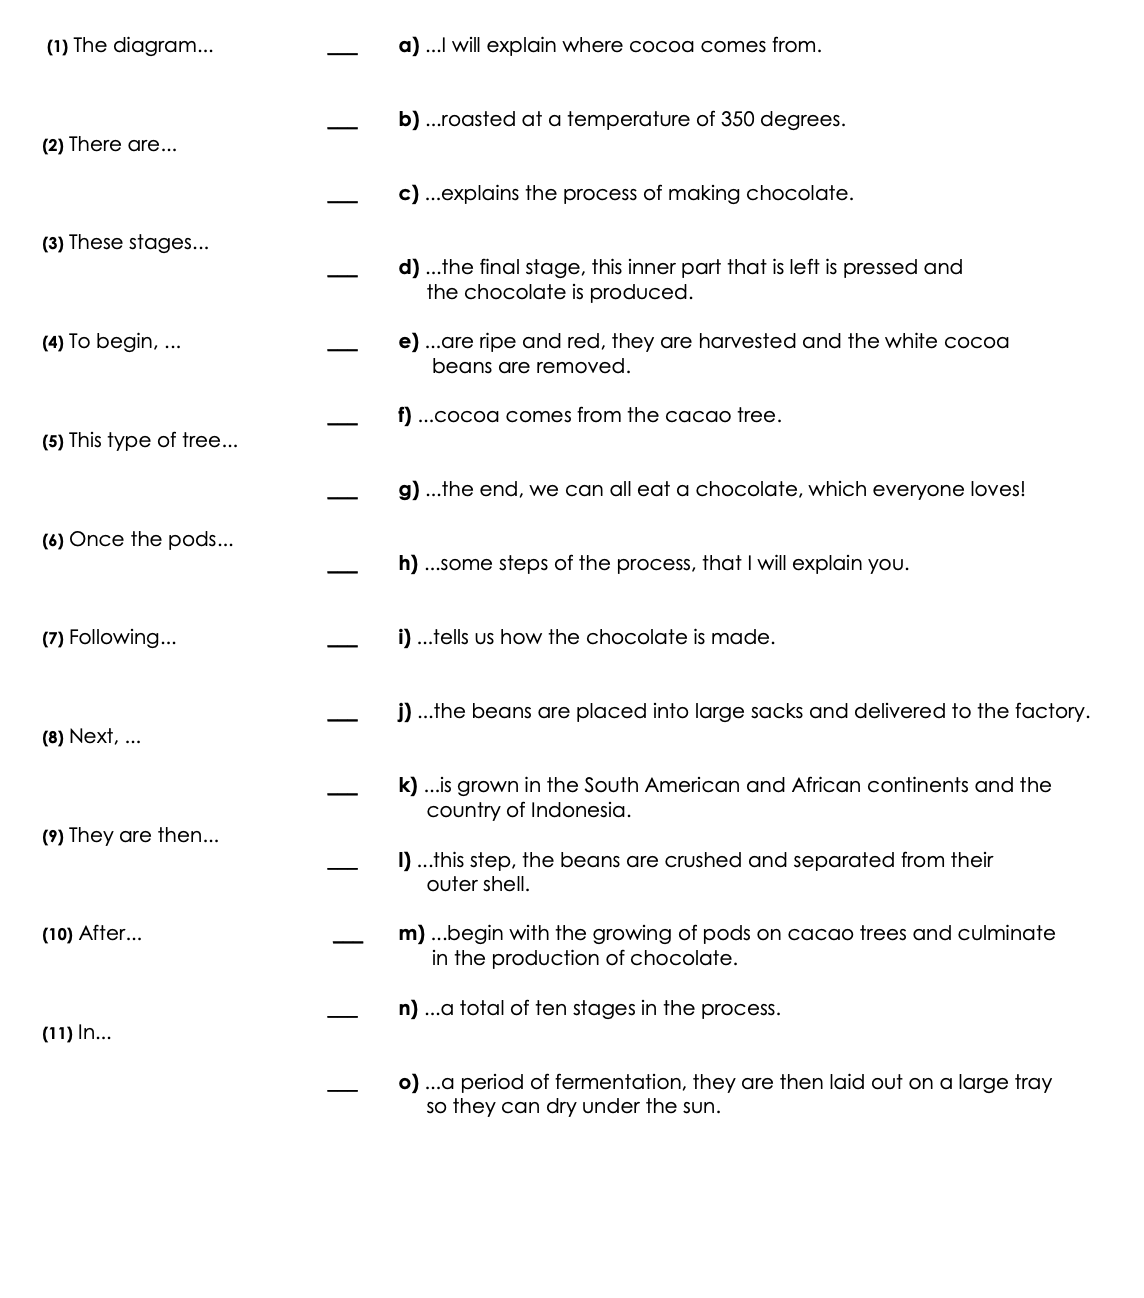 (1) The diagram...
___ a) ...I will explain where cocoa comes from.
___ b) ...roasted at a temperature of 350 degrees.
(2) There are...
___ c) ...explains the process of making chocolate.
(3) These stages...
___ d) ...the final stage, this inner part that is left is pressed and
the chocolate is produced.
(4) To begin, ...
___ e) ...are ripe and red, they are harvested and the white cocoa
beans are removed.
___ f) ...cocoa comes from the cacao tree.
(5) This type of tree...
___ g) ...the end, we can all eat a chocolate, which everyone loves!
(6) Once the pods...
___ h) ...some steps of the process, that I will explain you.
(7) Following...
___ i) ...tells us how the chocolate is made.
___ j) ...the beans are placed into large sacks and delivered to the factory.
(8) Next, ...
___ k) ...is grown in the South American and African continents and the
country of Indonesia.
(9) They are then...
___ l) ...this step, the beans are crushed and separated from their
outer shell.
(10) After...
___ m) ...begin with the growing of pods on cacao trees and culminate
in the production of chocolate.
___ n) ...a total of ten stages in the process.
(11) In...
___ o) ...a period of fermentation, they are then laid out on a large tray
so they can dry under the sun.